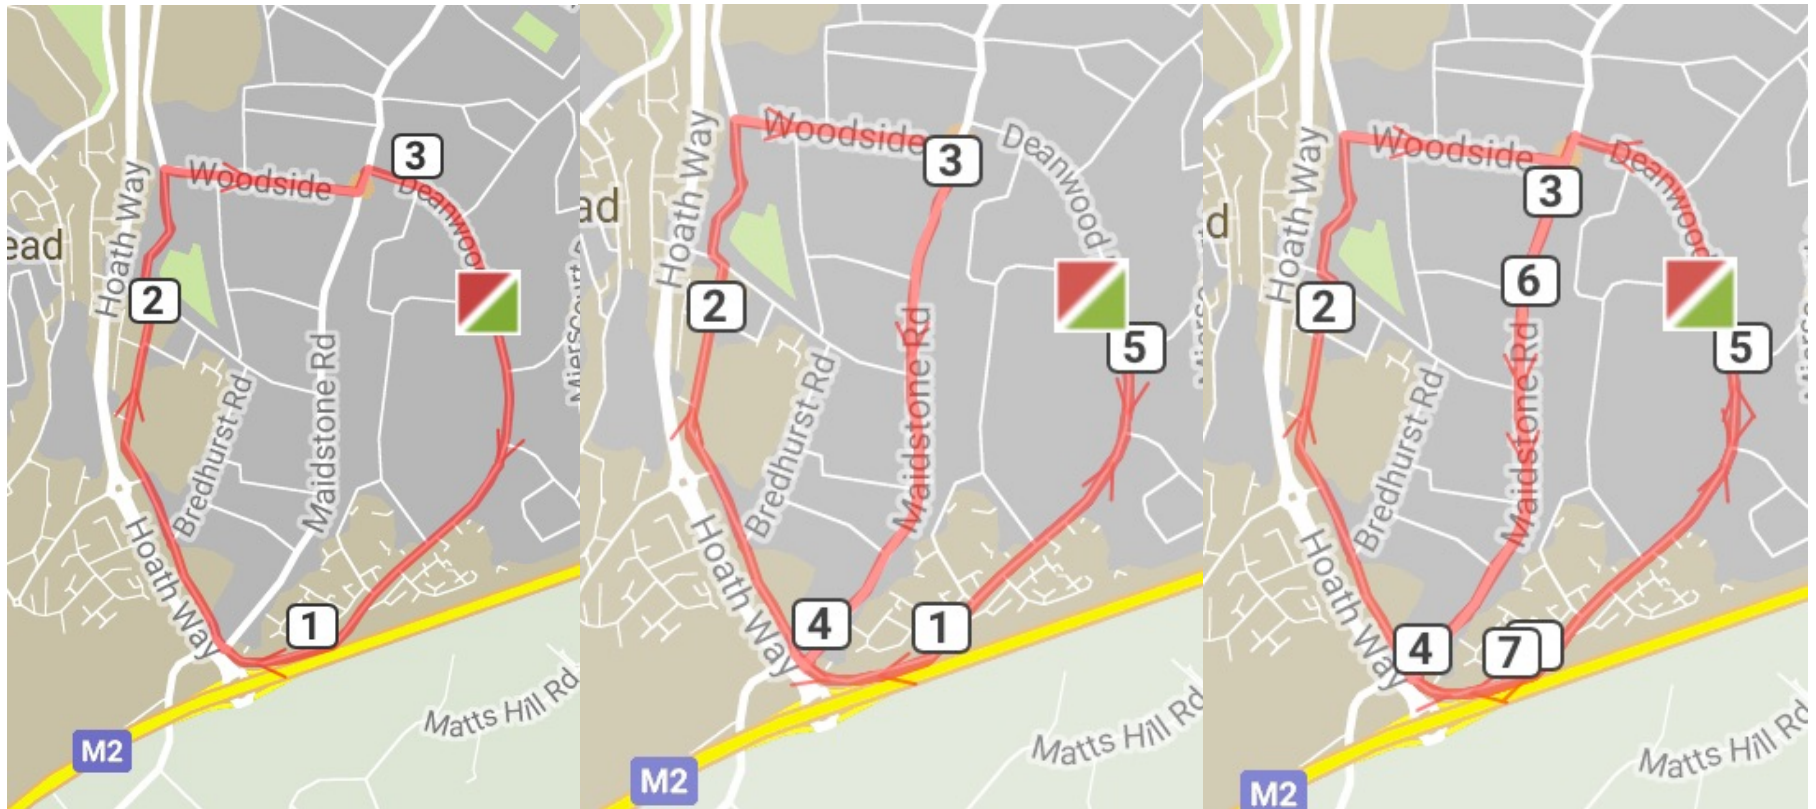 Hoath Way
Woodside
3
Deanwoo
ead
2
Bredhurst Rd
Maidstone Rd
Hoath Way
1
Matts Hill Rd
M2
Hoath Way
Woodside
3
Deanwood
ad
2
Bredhurst Rd
Maidstone Rd
5
Hoath Way
4
1
Matts Hill Rd
M2
Hoath Way
Woodside
3
Deanwood
d
2
6
Bredhurst Rd
Maidstone Rd
5
Hoath Way
4
7
Matts Hill Rd
M2